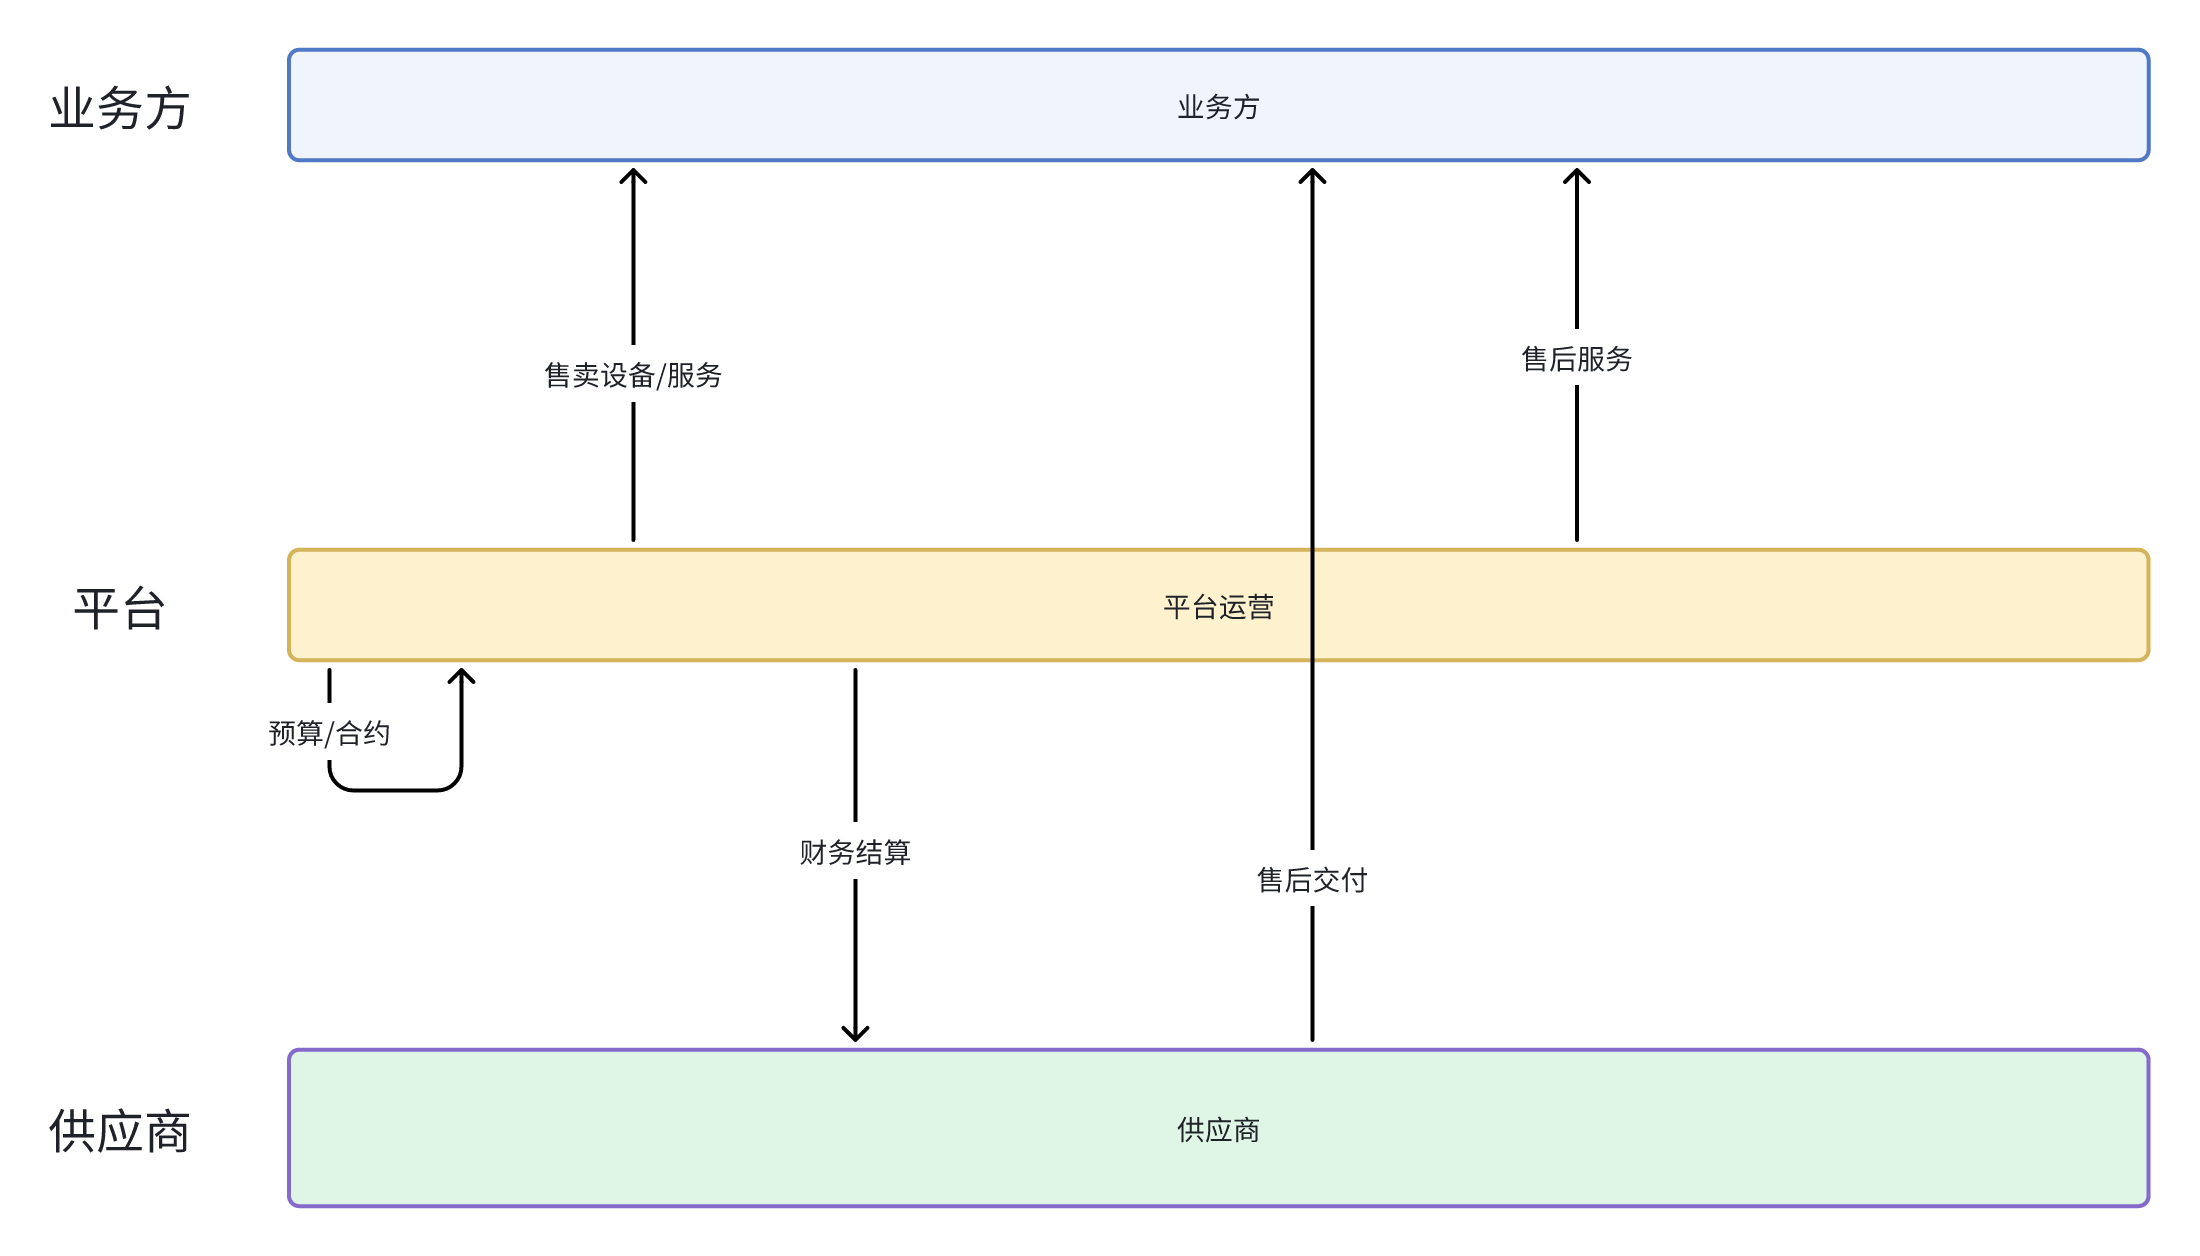 业务方
业务方
售卖设备/服务
售后服务
平台
平台运营
预算/合约
财务结算
售后交付
供应商
供应商